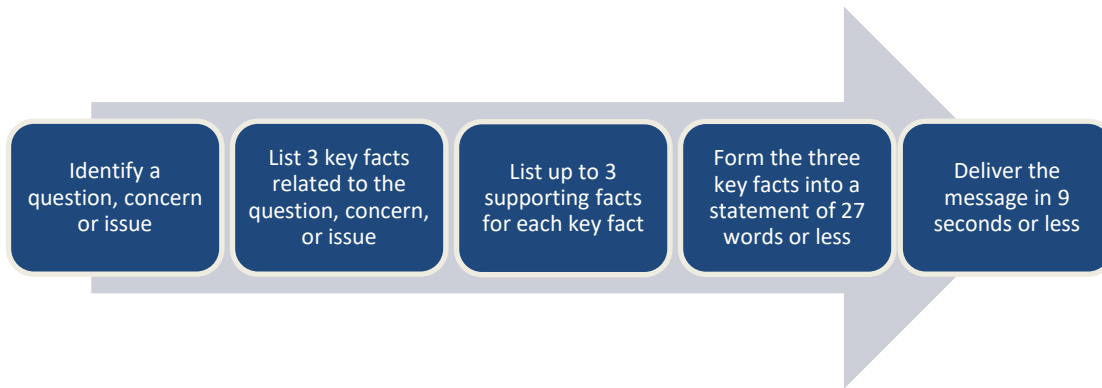 Identify a
question, concern
or issue
List 3 key facts
related to the
question, concern,
or issue
List up to 3
supporting facts
for each key fact
Form the three
key facts into a
statement of 27
words or less
Deliver the
message in 9
seconds or less